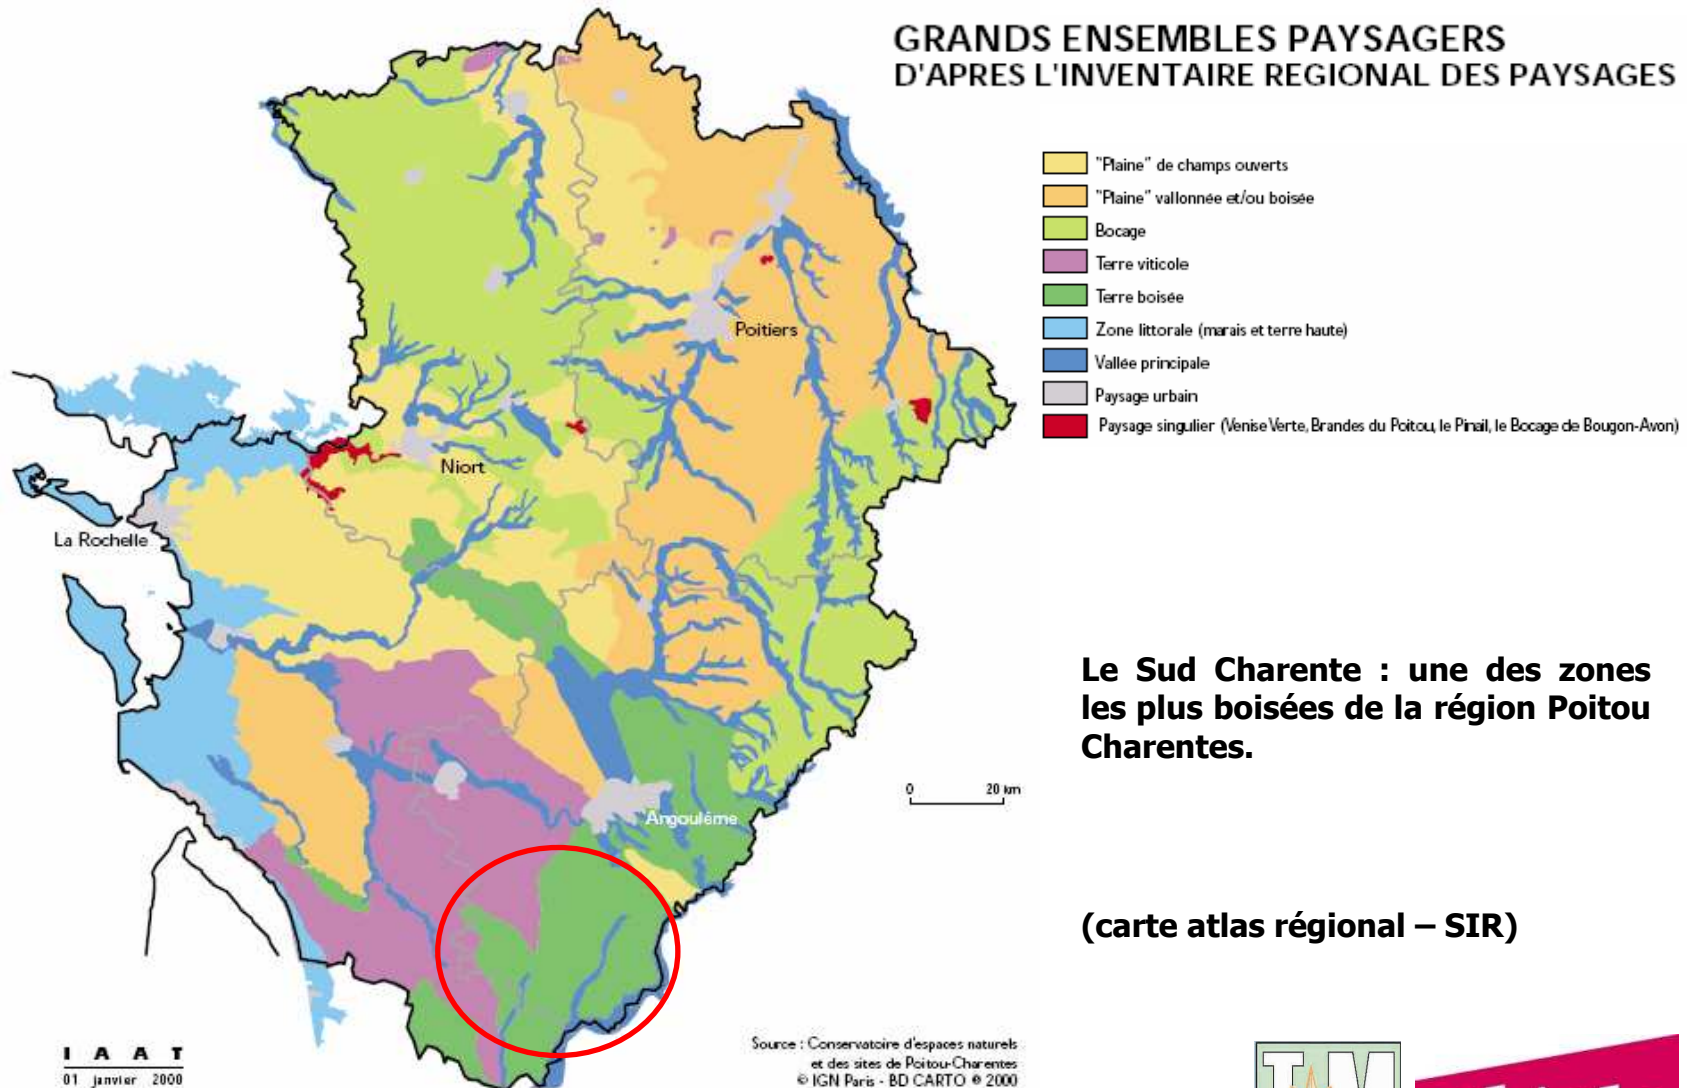 GRANDS ENSEMBLES PAYSAGERS
D'APRES L'INVENTAIRE REGIONAL DES PAYSAGES
"Plaine" de champs ouverts
"Plaine" vallonnée et/ou boisée
Bocage
Terre viticole
Terre boisée
Zone littorale (marais et terre haute)
Vallée principale
Paysage urbain
Paysage singulier (Venise Verte, Brandes du Poitou, le Pinail, le Bocage de Bougon-Avon)
Poitiers
Niort
La Rochelle
Angoulême
0 20 km
Le Sud Charente : une des zones
les plus boisées de la région Poitou
Charentes.
(carte atlas régional – SIR)
Source : Conservatoire d'espaces naturels
et des sites de Poitou-Charentes
© IGN Paris - BD CARTO ® 2000
I A A T
01 janvier 2000